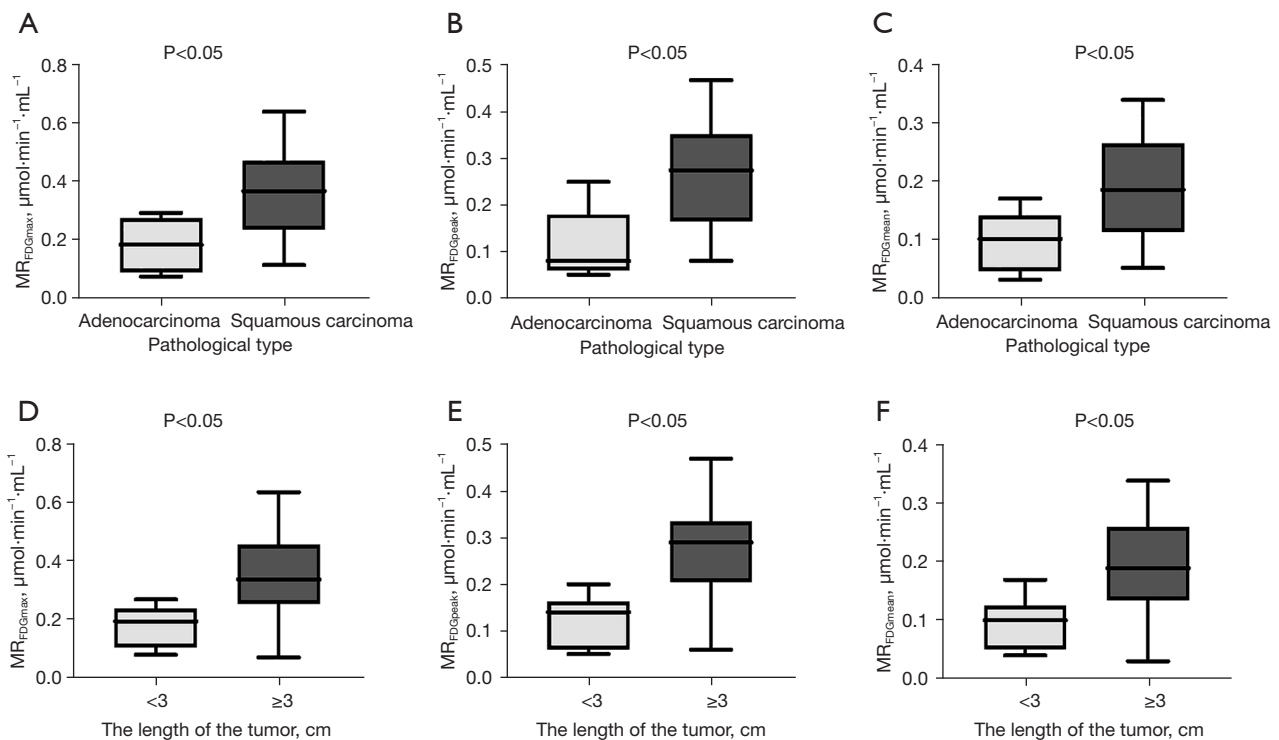 A
P<0.05
MR_FDGmax, µmol·min⁻¹·mL⁻¹
0.8
0.6
0.4
0.2
0.0
Adenocarcinoma Squamous carcinoma
Pathological type
B
P<0.05
MR_FDGpeak, µmol·min⁻¹·mL⁻¹
0.5
0.4
0.3
0.2
0.1
0.0
Adenocarcinoma Squamous carcinoma
Pathological type
C
P<0.05
MR_FDGmean, µmol·min⁻¹·mL⁻¹
0.4
0.3
0.2
0.1
0.0
Adenocarcinoma Squamous carcinoma
Pathological type
D
P<0.05
MR_FDGmax, µmol·min⁻¹·mL⁻¹
0.8
0.6
0.4
0.2
0.0
<3 ≥3
The length of the tumor, cm
E
P<0.05
MR_FDGpeak, µmol·min⁻¹·mL⁻¹
0.5
0.4
0.3
0.2
0.1
0.0
<3 ≥3
The length of the tumor, cm
F
P<0.05
MR_FDGmean, µmol·min⁻¹·mL⁻¹
0.4
0.3
0.2
0.1
0.0
<3 ≥3
The length of the tumor, cm